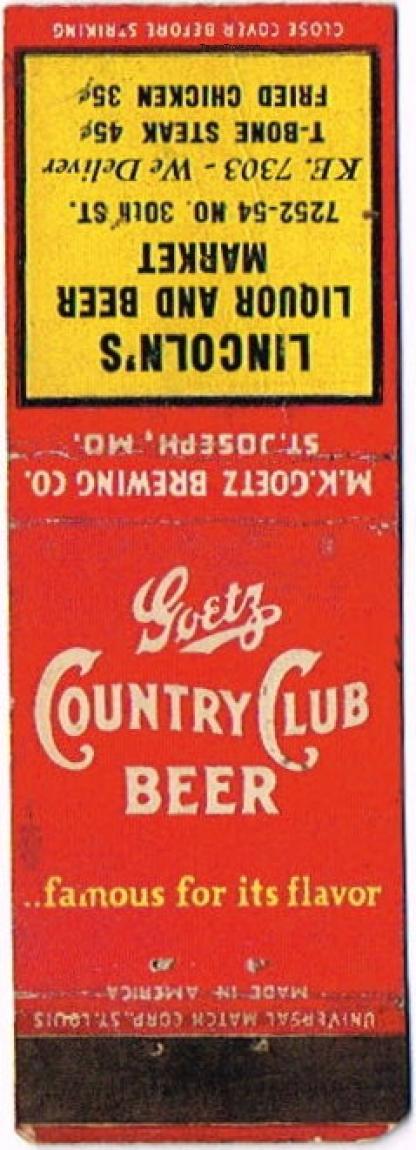 CLOSE COVER BEFORE STRIKING
LINCOLN'S
LIQUOR AND BEER
MARKET
7252-54 NO. 30th ST.
KE. 7303 - We Deliver
T-BONE STEAK 45¢
FRIED CHICKEN 35¢
M.K.GOETZ BREWING CO.
ST. JOSEPH, MO.
Goetz
COUNTRY CLUB
BEER
..famous for its flavor
UNIVERSAL MATCH CORP., ST. LOUIS
MADE IN AMERICA